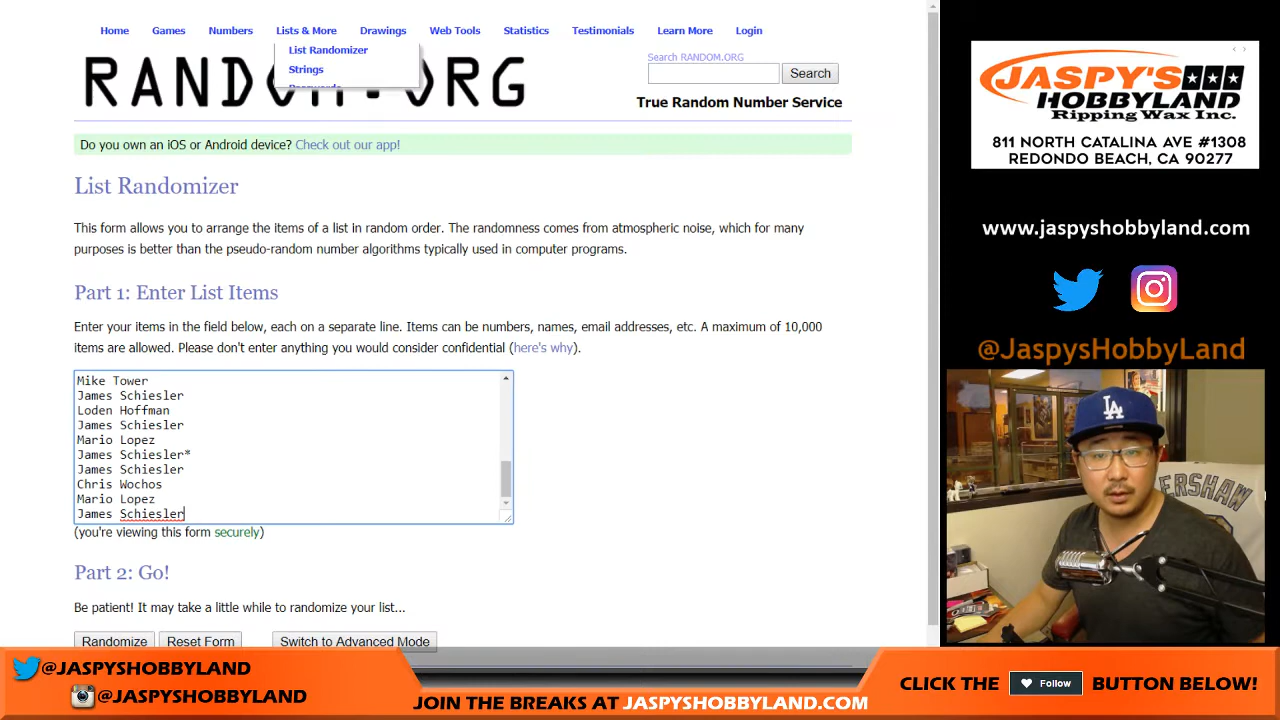 Home Games Numbers Lists & More Drawings Web Tools Statistics Testimonials Learn More Login
List Randomizer
Strings
Passwords
RANDOM.ORG
Search RANDOM.ORG
Search
True Random Number Service
Do you own an iOS or Android device? Check out our app!
List Randomizer
This form allows you to arrange the items of a list in random order. The randomness comes from atmospheric noise, which for many
purposes is better than the pseudo-random number algorithms typically used in computer programs.
Part 1: Enter List Items
Enter your items in the field below, each on a separate line. Items can be numbers, names, email addresses, etc. A maximum of 10,000
items are allowed. Please don't enter anything you would consider confidential (here's why).
Mike Tower
James Schiesler
Loden Hoffman
James Schiesler
Mario Lopez
James Schiesler*
James Schiesler
Chris Wochos
Mario Lopez
James Schiesler
(you're viewing this form securely)
Part 2: Go!
Be patient! It may take a little while to randomize your list...
Randomize Reset Form Switch to Advanced Mode
JASPY'S
HOBBYLAND
Ripping Wax Inc.
811 NORTH CATALINA AVE #1308
REDONDO BEACH, CA 90277
www.jaspyshobbyland.com
@JaspysHobbyLand
LA
ERSHAW
@JASPYSHOBBYLAND
@JASPYSHOBBYLAND
JOIN THE BREAKS AT JASPYSHOBBYLAND.COM
CLICK THE Follow BUTTON BELOW!